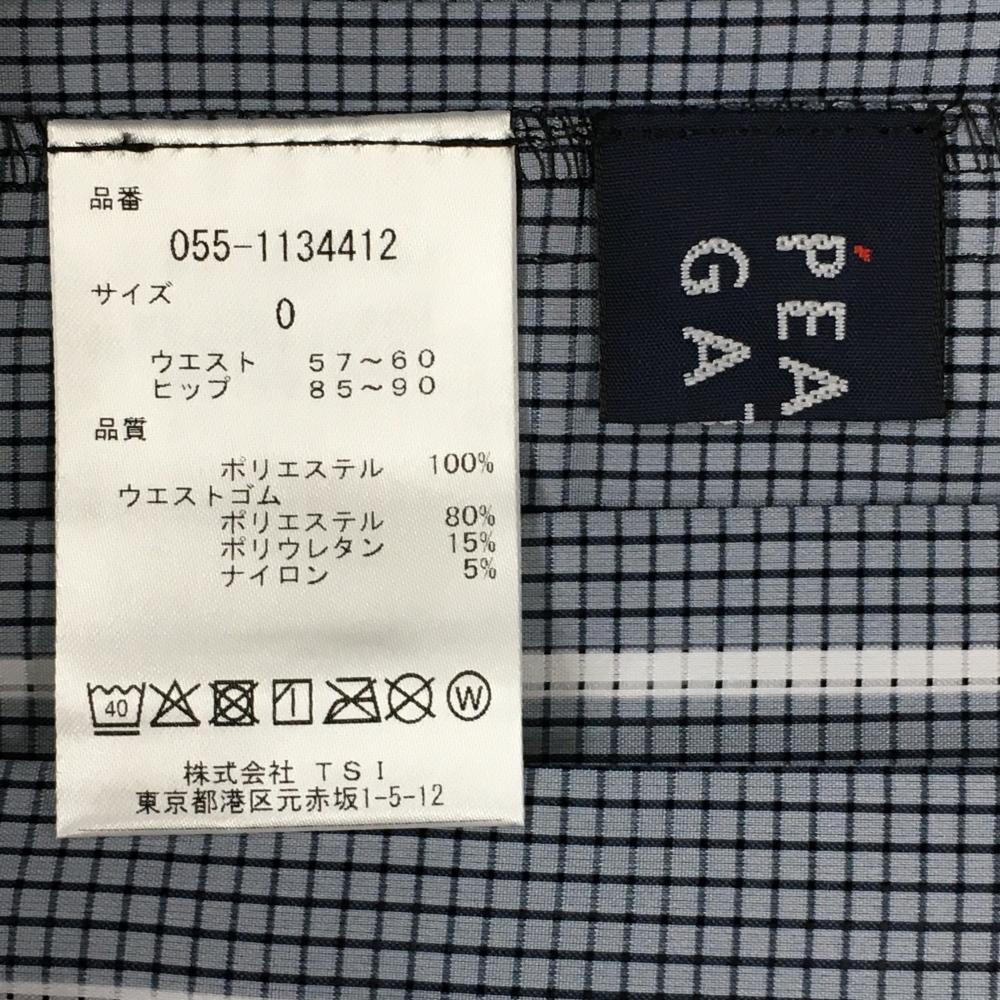 品番
055-1134412
サイズ
0
ウエスト 57〜60
ヒップ 85〜90
品質
ポリエステル 100%
ウエストゴム
ポリエステル 80%
ポリウレタン 15%
ナイロン 5%
40
W
株式会社 TSI
東京都港区元赤坂1-5-12
PEA
GA